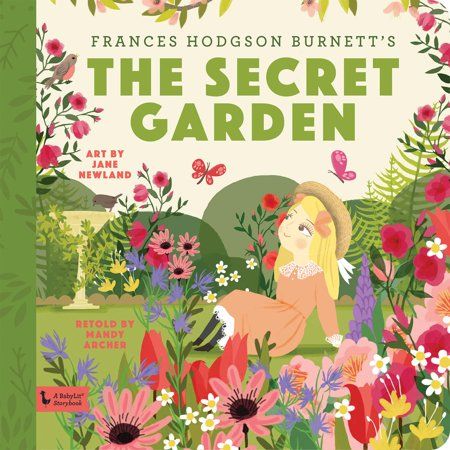 FRANCES HODGSON BURNETT'S
THE SECRET
GARDEN
ART BY
JANE
NEWLAND
RETOLD BY
MANDY
ARCHER
A BabyLit®
Storybook